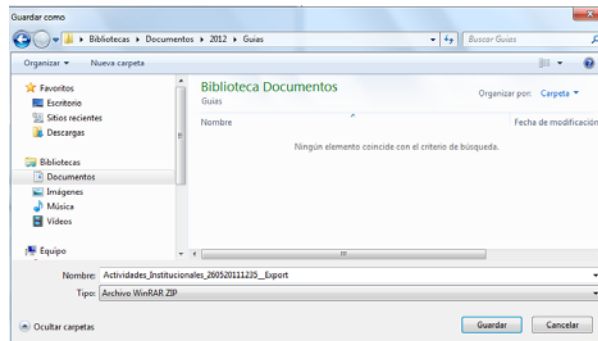 Guardar como
Bibliotecas ▸ Documentos ▸ 2012 ▸ Guias
Buscar Guias
Organizar
Nueva carpeta
Favoritos
Escritorio
Sitios recientes
Descargas
Bibliotecas
Documentos
Imágenes
Música
Vídeos
Equipo
Biblioteca Documentos
Guias
Organizar por: Carpeta
Nombre
Fecha de modificación
Ningún elemento coincide con el criterio de búsqueda.
Nombre: Actividades_Institucionales_260520111235__Export
Tipo: Archivo WinRAR ZIP
Ocultar carpetas
Guardar
Cancelar